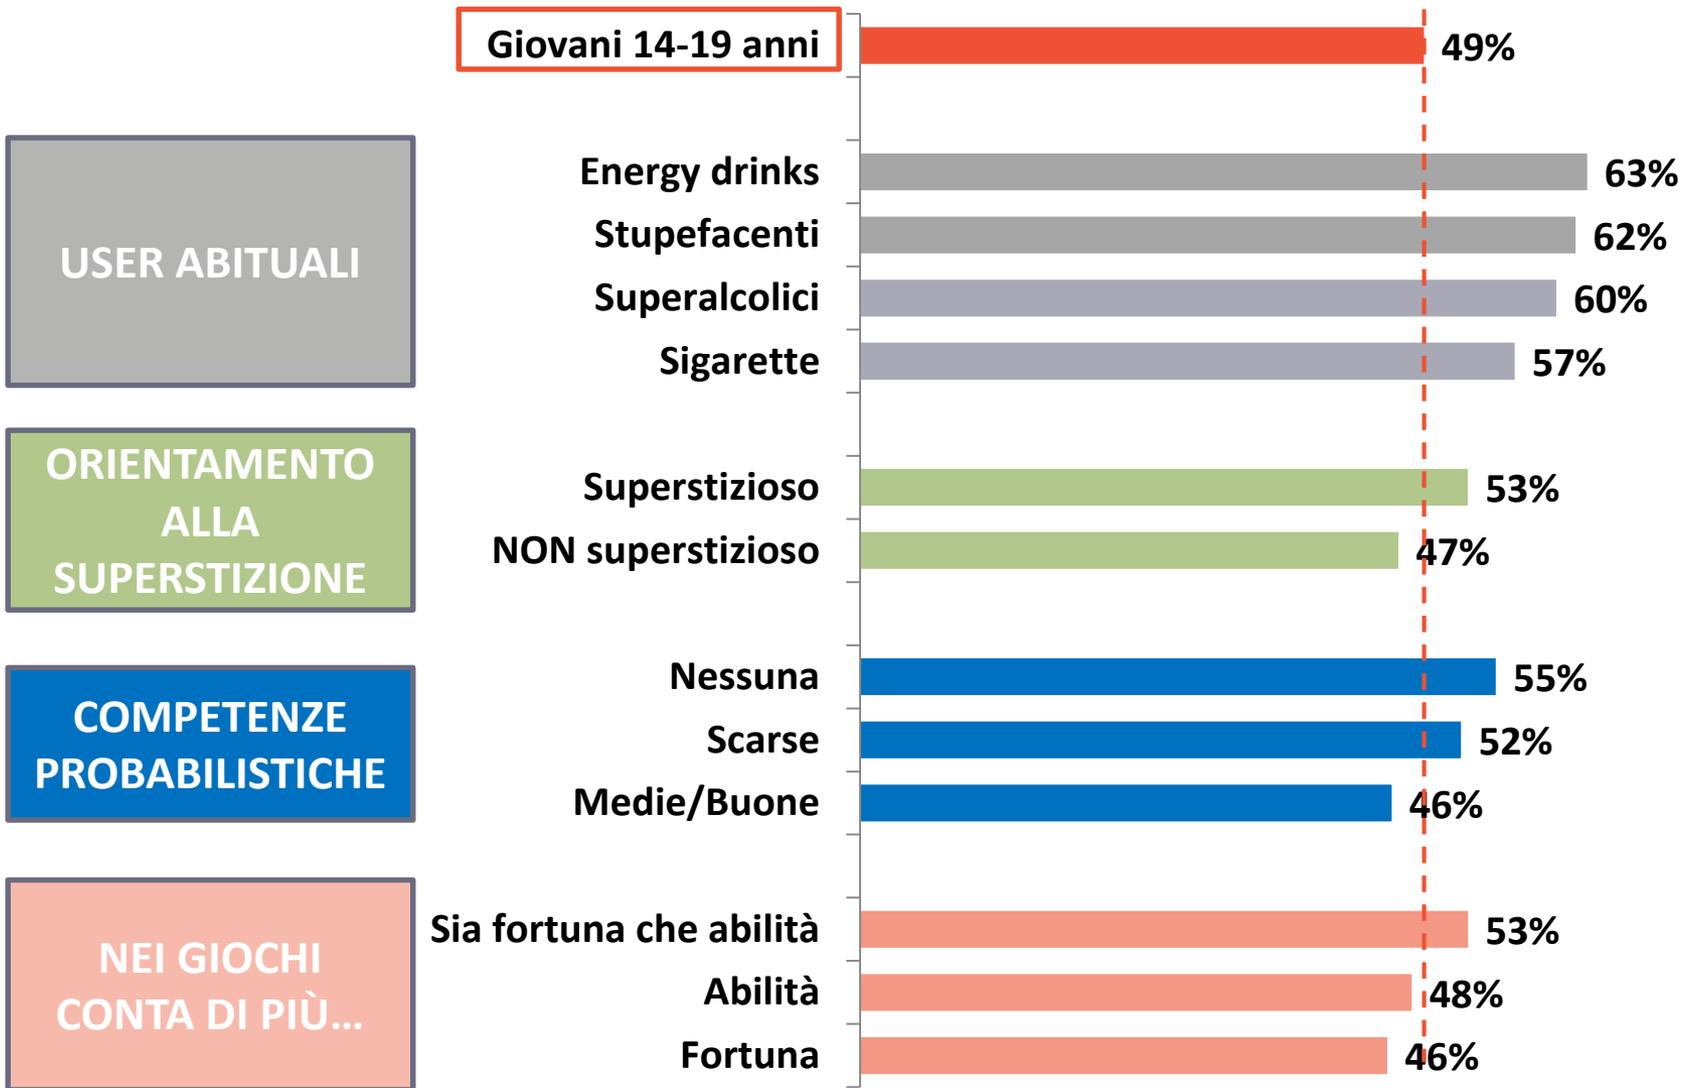 Giovani 14-19 anni 49%
USER ABITUALI
Energy drinks 63%
Stupefacenti 62%
Superalcolici 60%
Sigarette 57%
ORIENTAMENTO
ALLA
SUPERSTIZIONE
Superstizioso 53%
NON superstizioso 47%
COMPETENZE
PROBABILISTICHE
Nessuna 55%
Scarse 52%
Medie/Buone 46%
NEI GIOCHI
CONTA DI PIÙ...
Sia fortuna che abilità 53%
Abilità 48%
Fortuna 46%